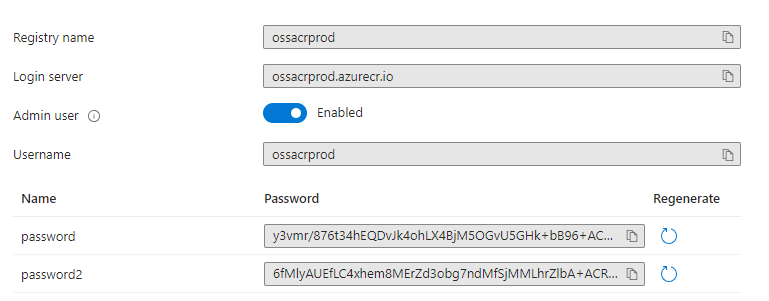 Registry name ossacrprod
Login server ossacrprod.azurecr.io
Admin user Enabled
Username ossacrprod
Name Password Regenerate
password y3vmr/876t34hEQDvJk4ohLX4BjM5OGvU5GHk+bB96+AC...
password2 6fMlyAUEfLC4xhem8MErZd3obg7ndMfSjMMLhrZlbA+ACR...